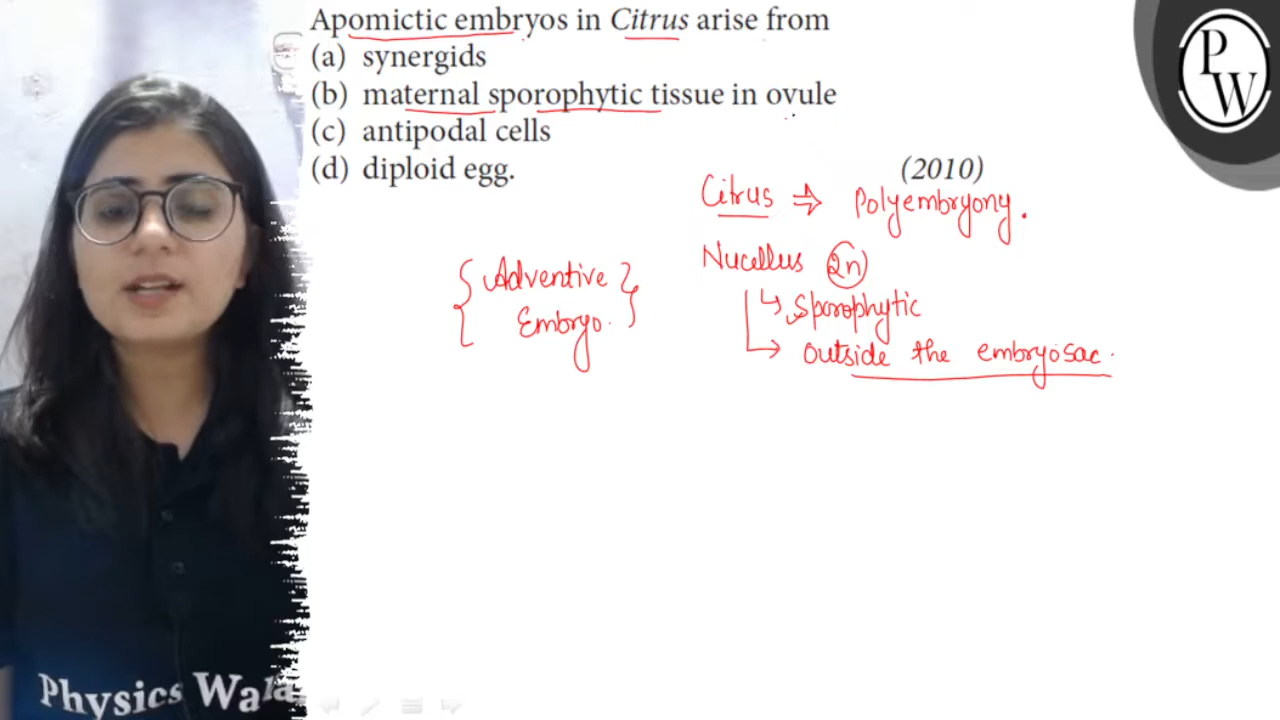 Apomictic embryos in Citrus arise from
(a) synergids
(b) maternal sporophytic tissue in ovule
(c) antipodal cells
(d) diploid egg.
(2010)
Citrus ⇒ Polyembryony.
Nucellus (2n)
↳ Sporophytic
→ Outside the embryosac.
{Adventive
Embryo.}
P
W
Physics Walla